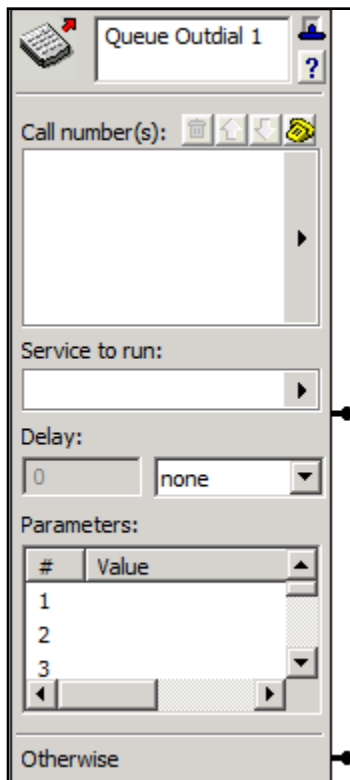 Queue Outdial 1
?
Call number(s):
Service to run:
Delay:
0 none
Parameters:
# Value
1
2
3
Otherwise